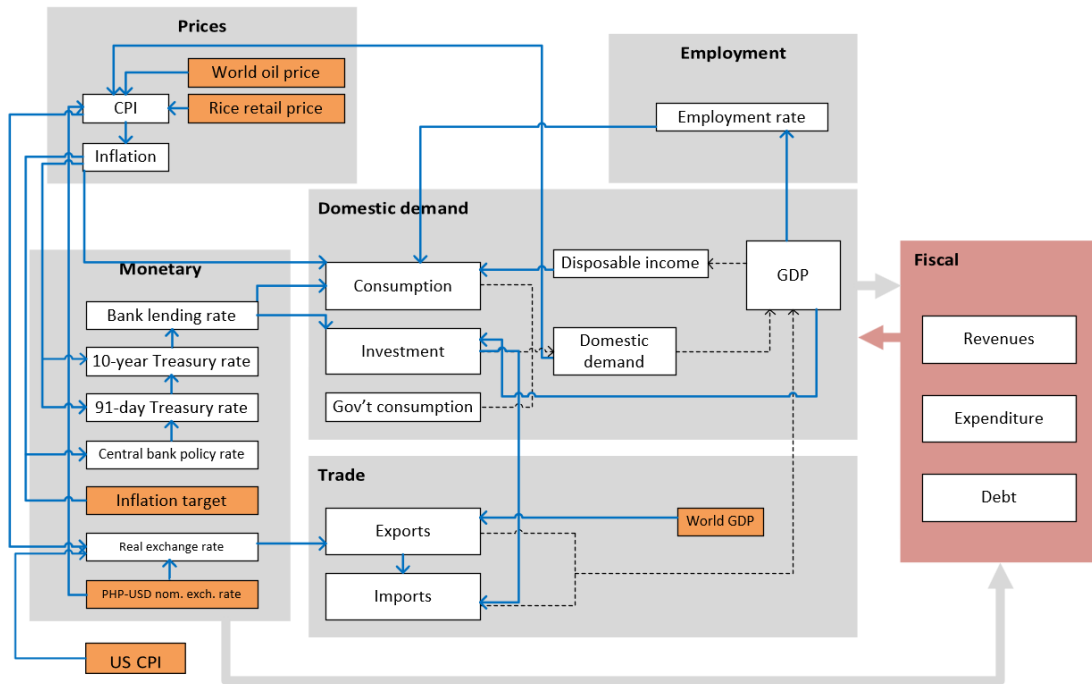 Prices
World oil price
CPI
Rice retail price
Inflation
Employment
Employment rate
Domestic demand
Consumption
Disposable income
GDP
Investment
Domestic
demand
Gov't consumption
Monetary
Bank lending rate
10-year Treasury rate
91-day Treasury rate
Central bank policy rate
Inflation target
Real exchange rate
PHP-USD nom. exch. rate
US CPI
Trade
Exports
World GDP
Imports
Fiscal
Revenues
Expenditure
Debt